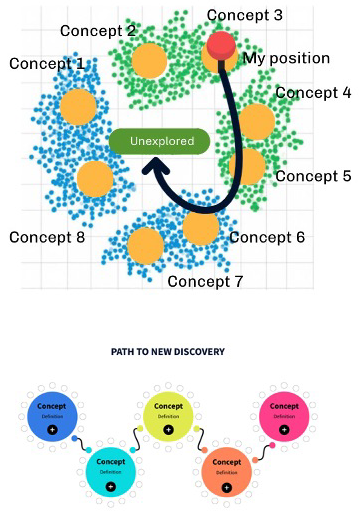 Concept 3
Concept 2
My position
Concept 1
Concept 4
Unexplored
Concept 5
Concept 8
Concept 6
Concept 7
PATH TO NEW DISCOVERY
Concept
Definition
+
Concept
Definition
+
Concept
Definition
+
Concept
Definition
+
Concept
Definition
+